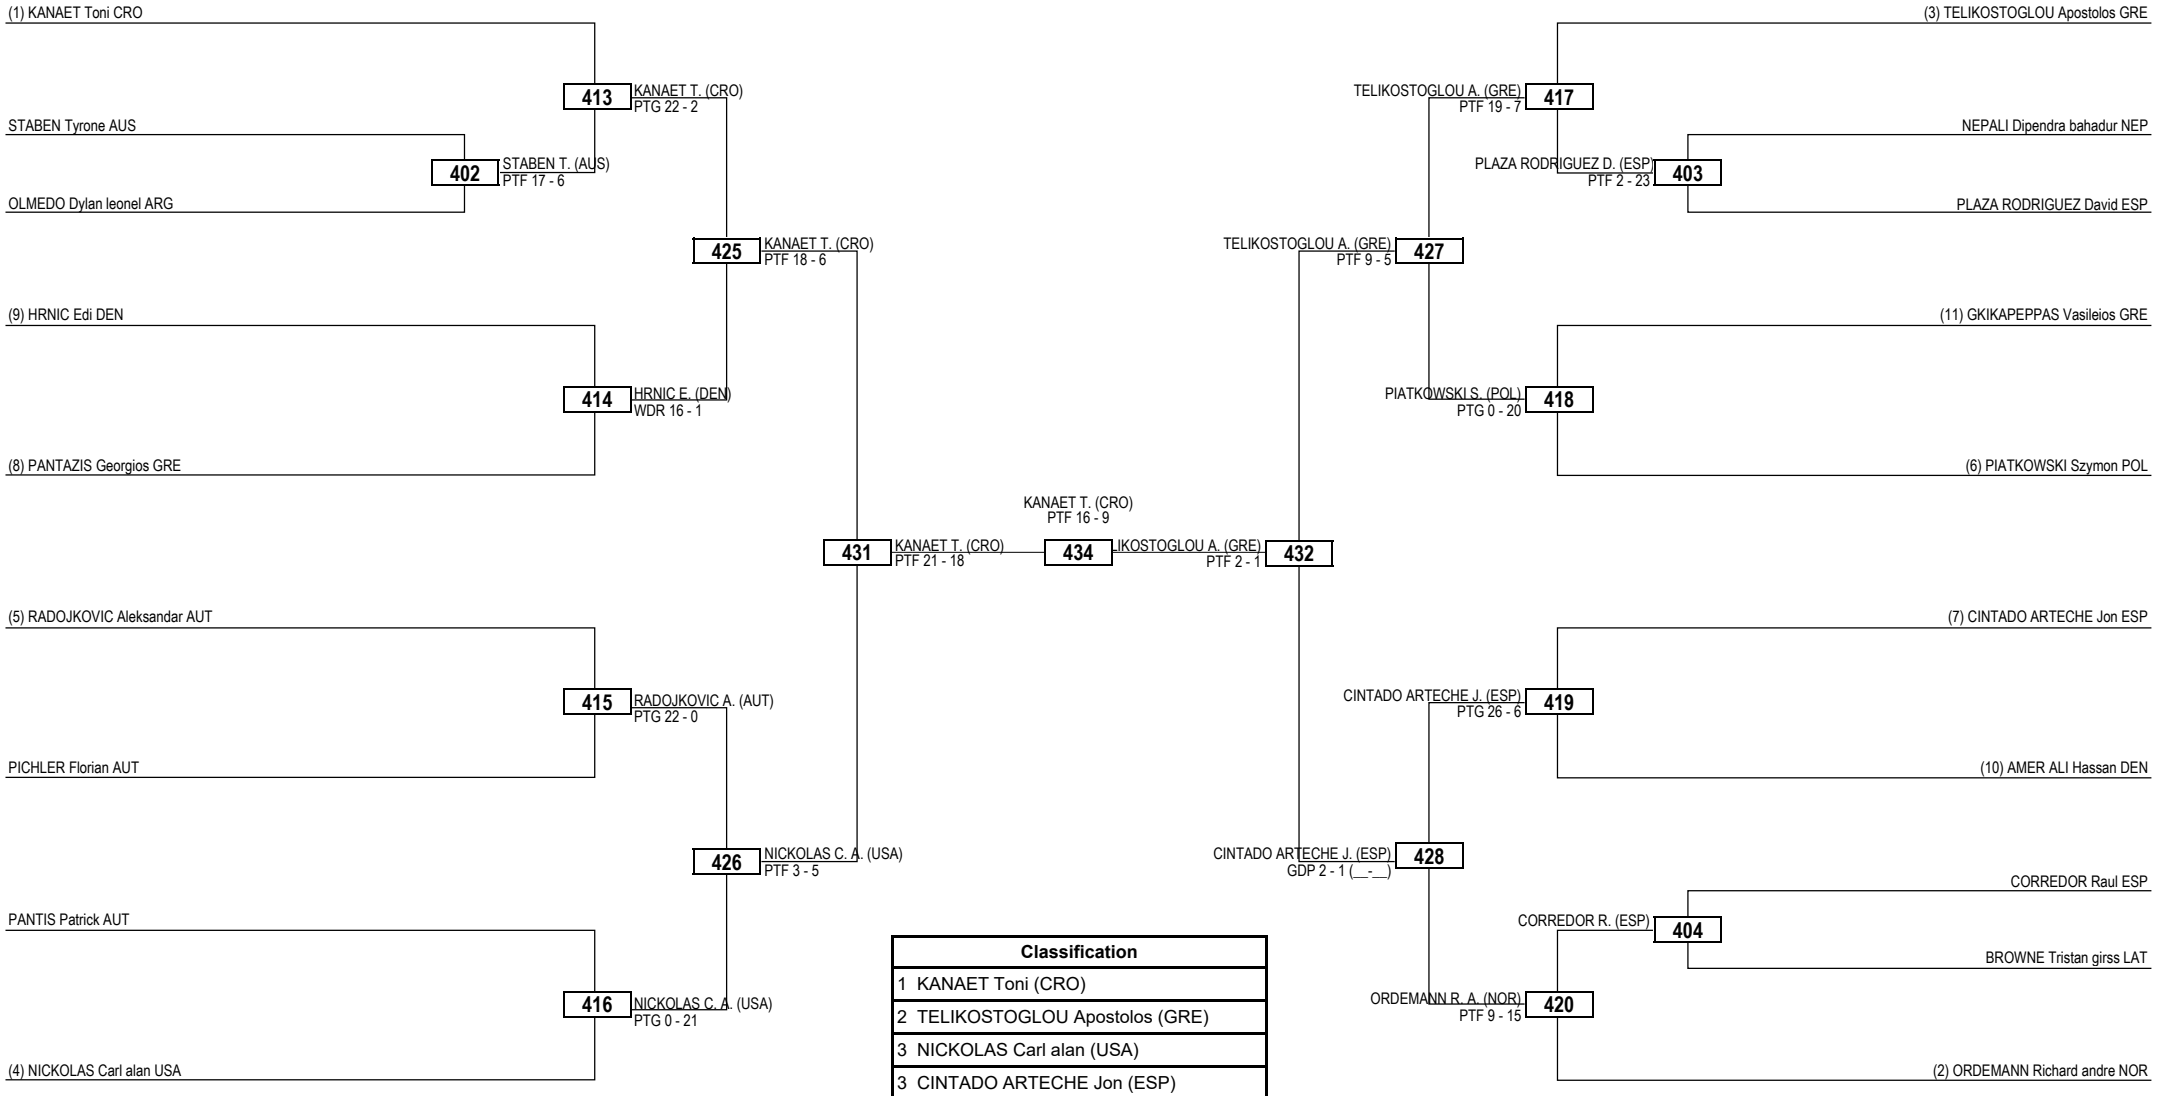 (1) KANAET Toni CRO
(3) TELIKOSTOGLOU Apostolos GRE
413
KANAET T. (CRO)
PTG 22 - 2
TELIKOSTOGLOU A. (GRE)
PTF 19 - 7
417
STABEN Tyrone AUS
NEPALI Dipendra bahadur NEP
402
STABEN T. (AUS)
PTF 17 - 6
PLAZA RODRIGUEZ D. (ESP)
PTF 2 - 23
403
OLMEDO Dylan leonel ARG
PLAZA RODRIGUEZ David ESP
425
KANAET T. (CRO)
PTF 18 - 6
TELIKOSTOGLOU A. (GRE)
PTF 9 - 5
427
(9) HRNIC Edi DEN
(11) GKIKAPEPPAS Vasileios GRE
414
HRNIC E. (DEN)
WDR 16 - 1
PIATKOWSKI S. (POL)
PTG 0 - 20
418
(8) PANTAZIS Georgios GRE
(6) PIATKOWSKI Szymon POL
KANAET T. (CRO)
PTF 16 - 9
431
KANAET T. (CRO)
PTF 21 - 18
434
LIKOSTOGLOU A. (GRE)
PTF 2 - 1
432
(5) RADOJKOVIC Aleksandar AUT
(7) CINTADO ARTECHE Jon ESP
415
RADOJKOVIC A. (AUT)
PTG 22 - 0
CINTADO ARTECHE J. (ESP)
PTG 26 - 6
419
PICHLER Florian AUT
(10) AMER ALI Hassan DEN
426
NICKOLAS C. A. (USA)
PTF 3 - 5
CINTADO ARTECHE J. (ESP)
GDP 2 - 1 (__-__)
428
CORREDOR Raul ESP
PANTIS Patrick AUT
CORREDOR R. (ESP)
404
BROWNE Tristan girss LAT
416
NICKOLAS C. A. (USA)
PTG 0 - 21
ORDEMANN R. A. (NOR)
PTF 9 - 15
420
(4) NICKOLAS Carl alan USA
(2) ORDEMANN Richard andre NOR
Classification
1 KANAET Toni (CRO)
2 TELIKOSTOGLOU Apostolos (GRE)
3 NICKOLAS Carl alan (USA)
3 CINTADO ARTECHE Jon (ESP)